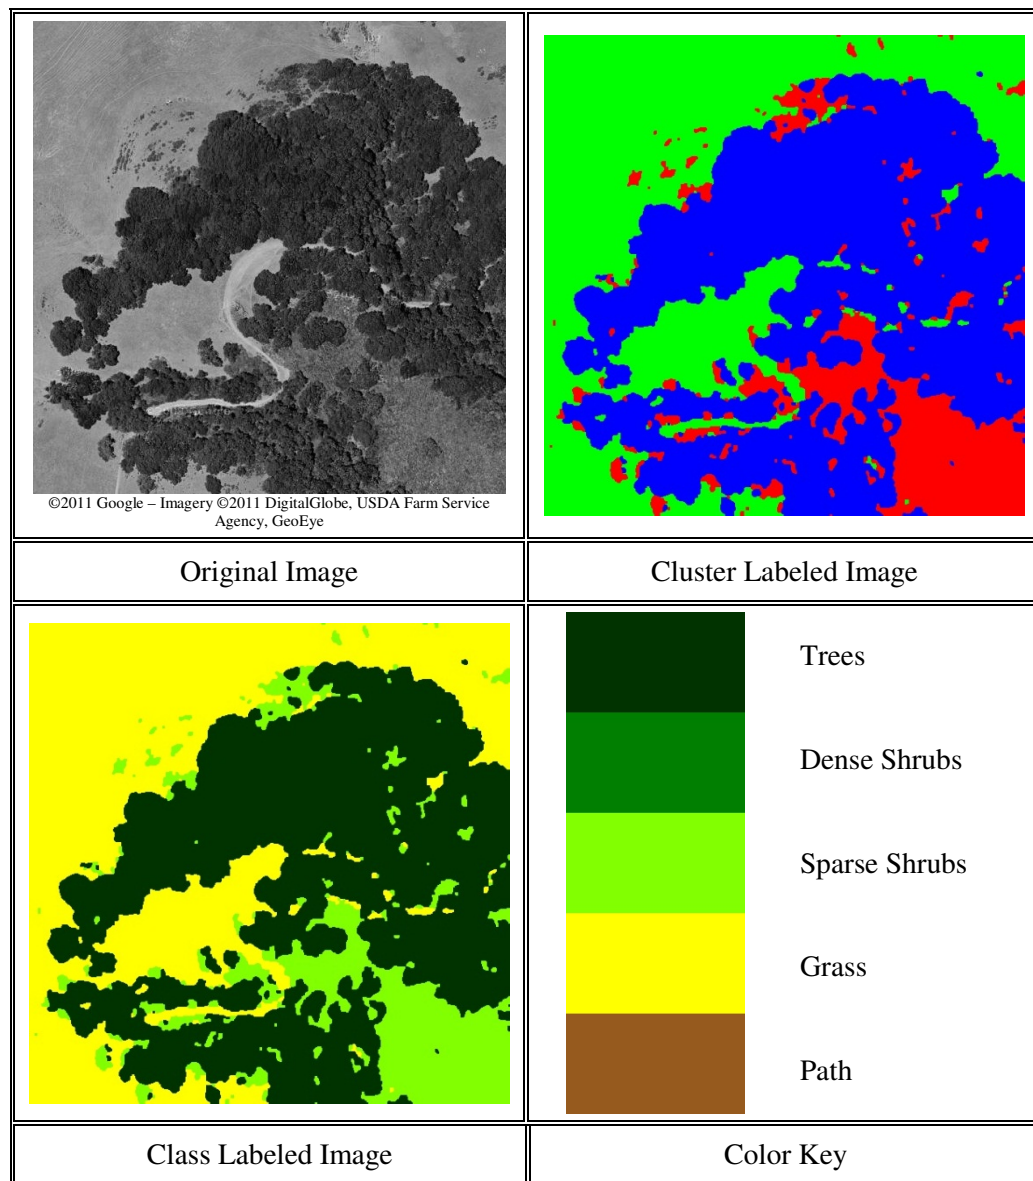 ©2011 Google – Imagery ©2011 DigitalGlobe, USDA Farm Service
Agency, GeoEye
Original Image
Cluster Labeled Image
Trees
Dense Shrubs
Sparse Shrubs
Grass
Path
Class Labeled Image
Color Key